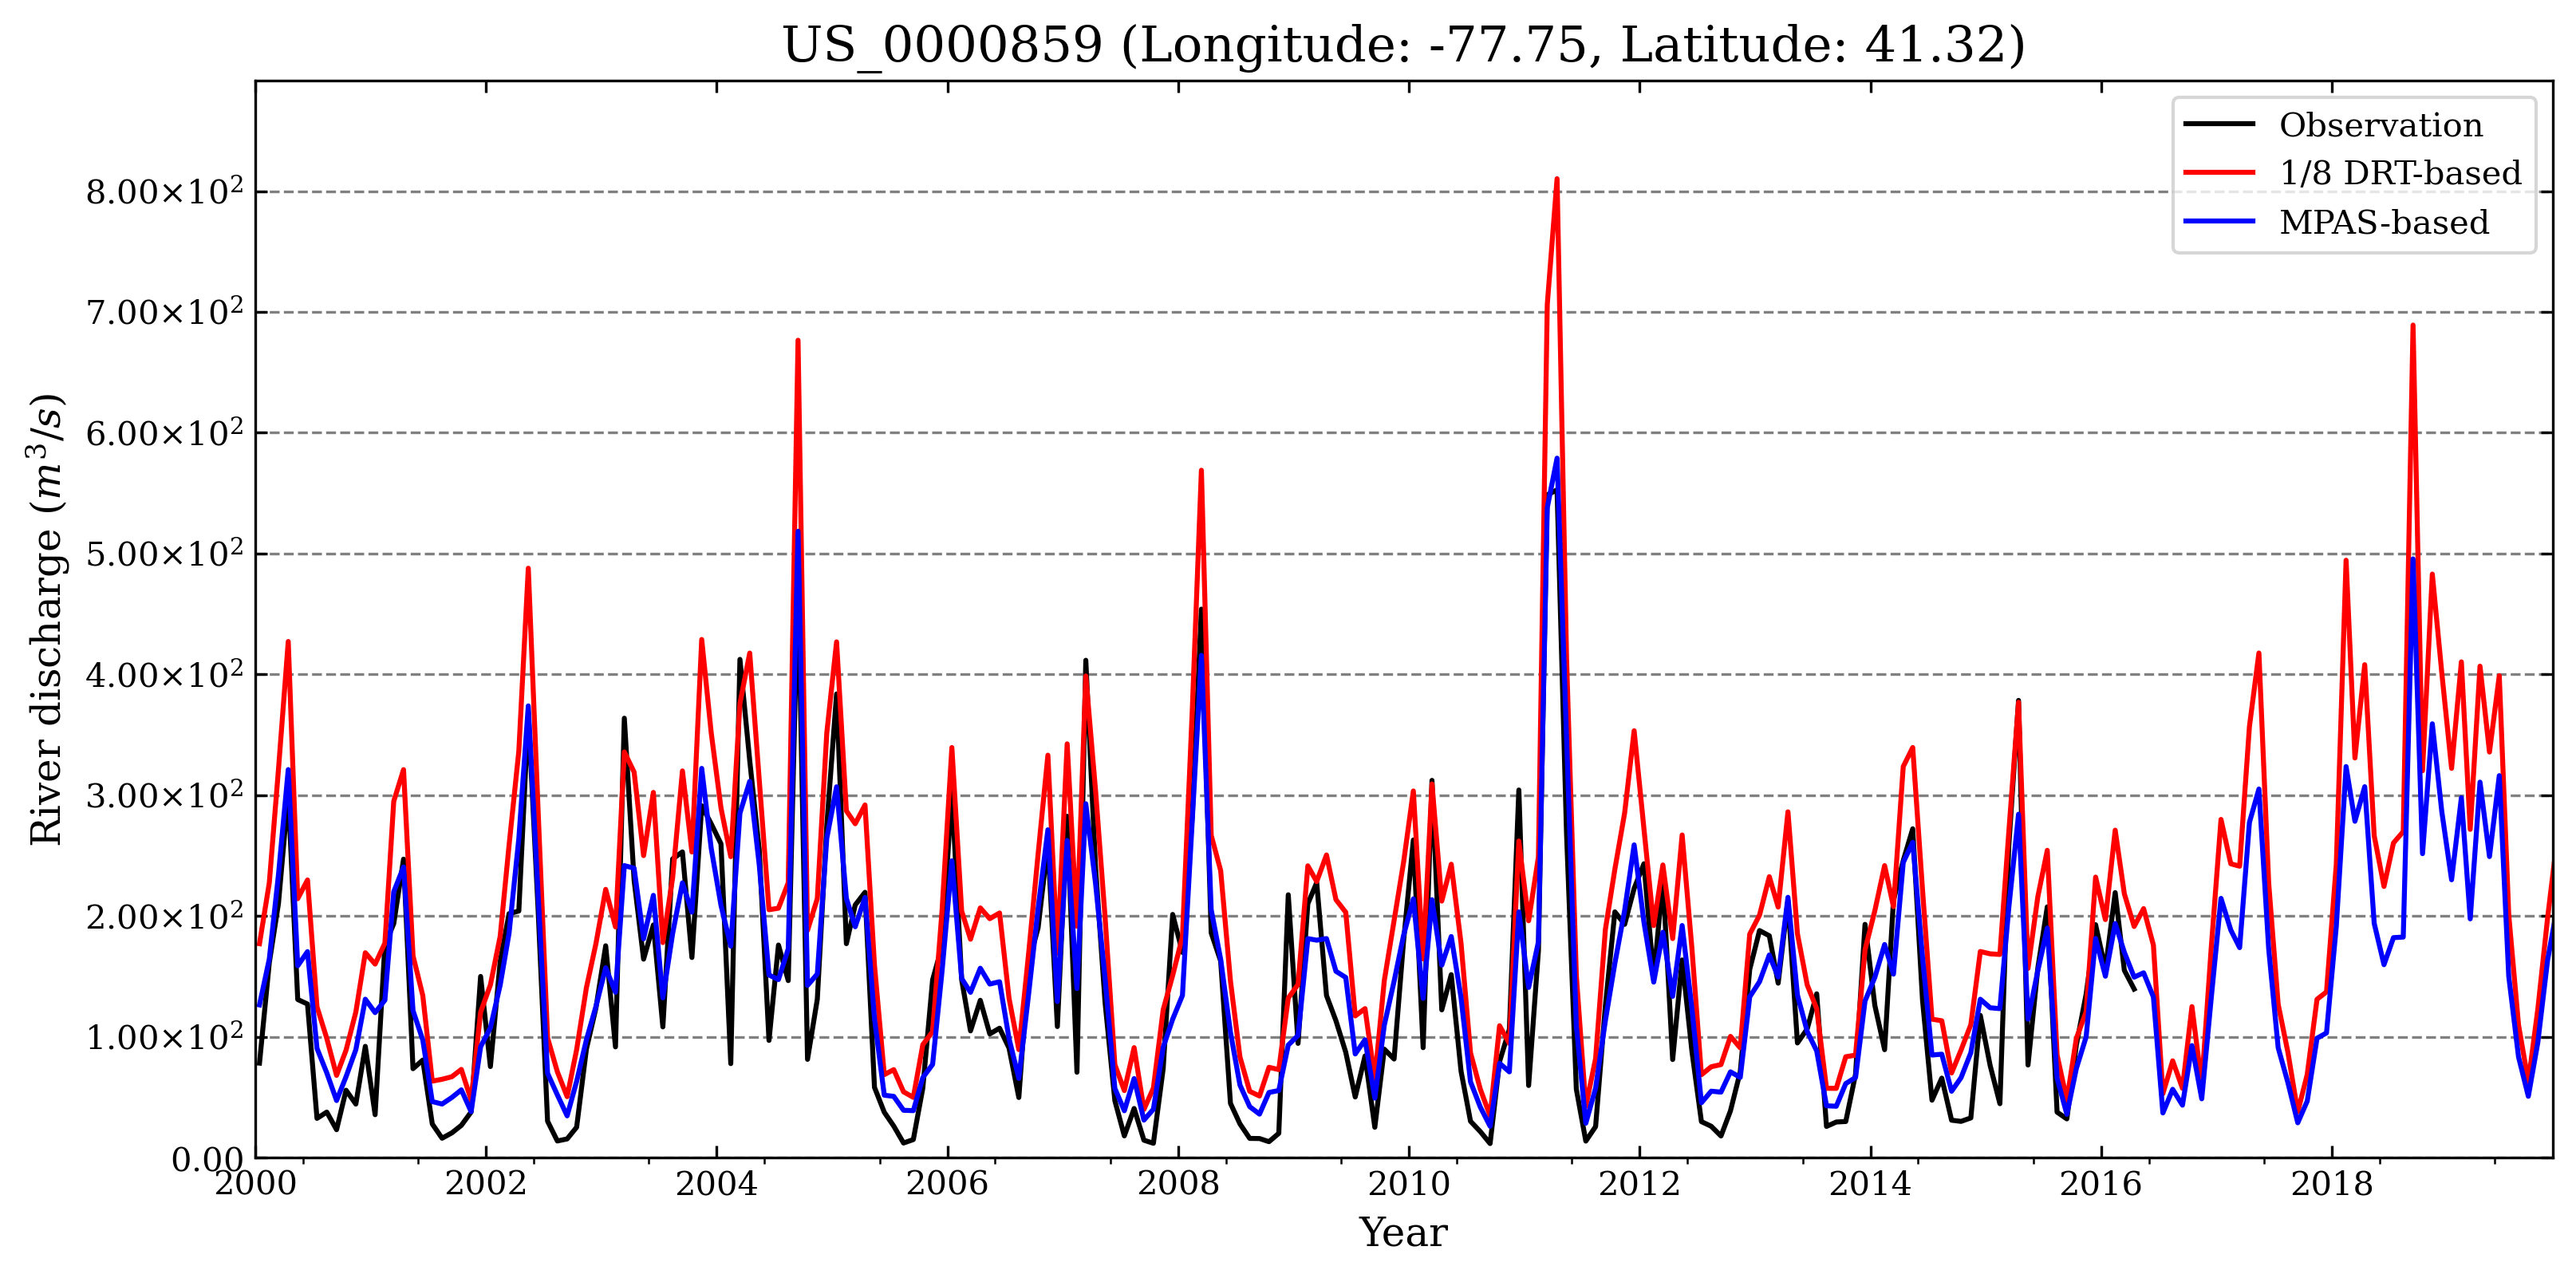 US_0000859 (Longitude: -77.75, Latitude: 41.32)
Observation
1/8 DRT-based
MPAS-based
River discharge (m³/s)
8.00×10²
7.00×10²
6.00×10²
5.00×10²
4.00×10²
3.00×10²
2.00×10²
1.00×10²
0.00
2000 2002 2004 2006 2008 2010 2012 2014 2016 2018
Year